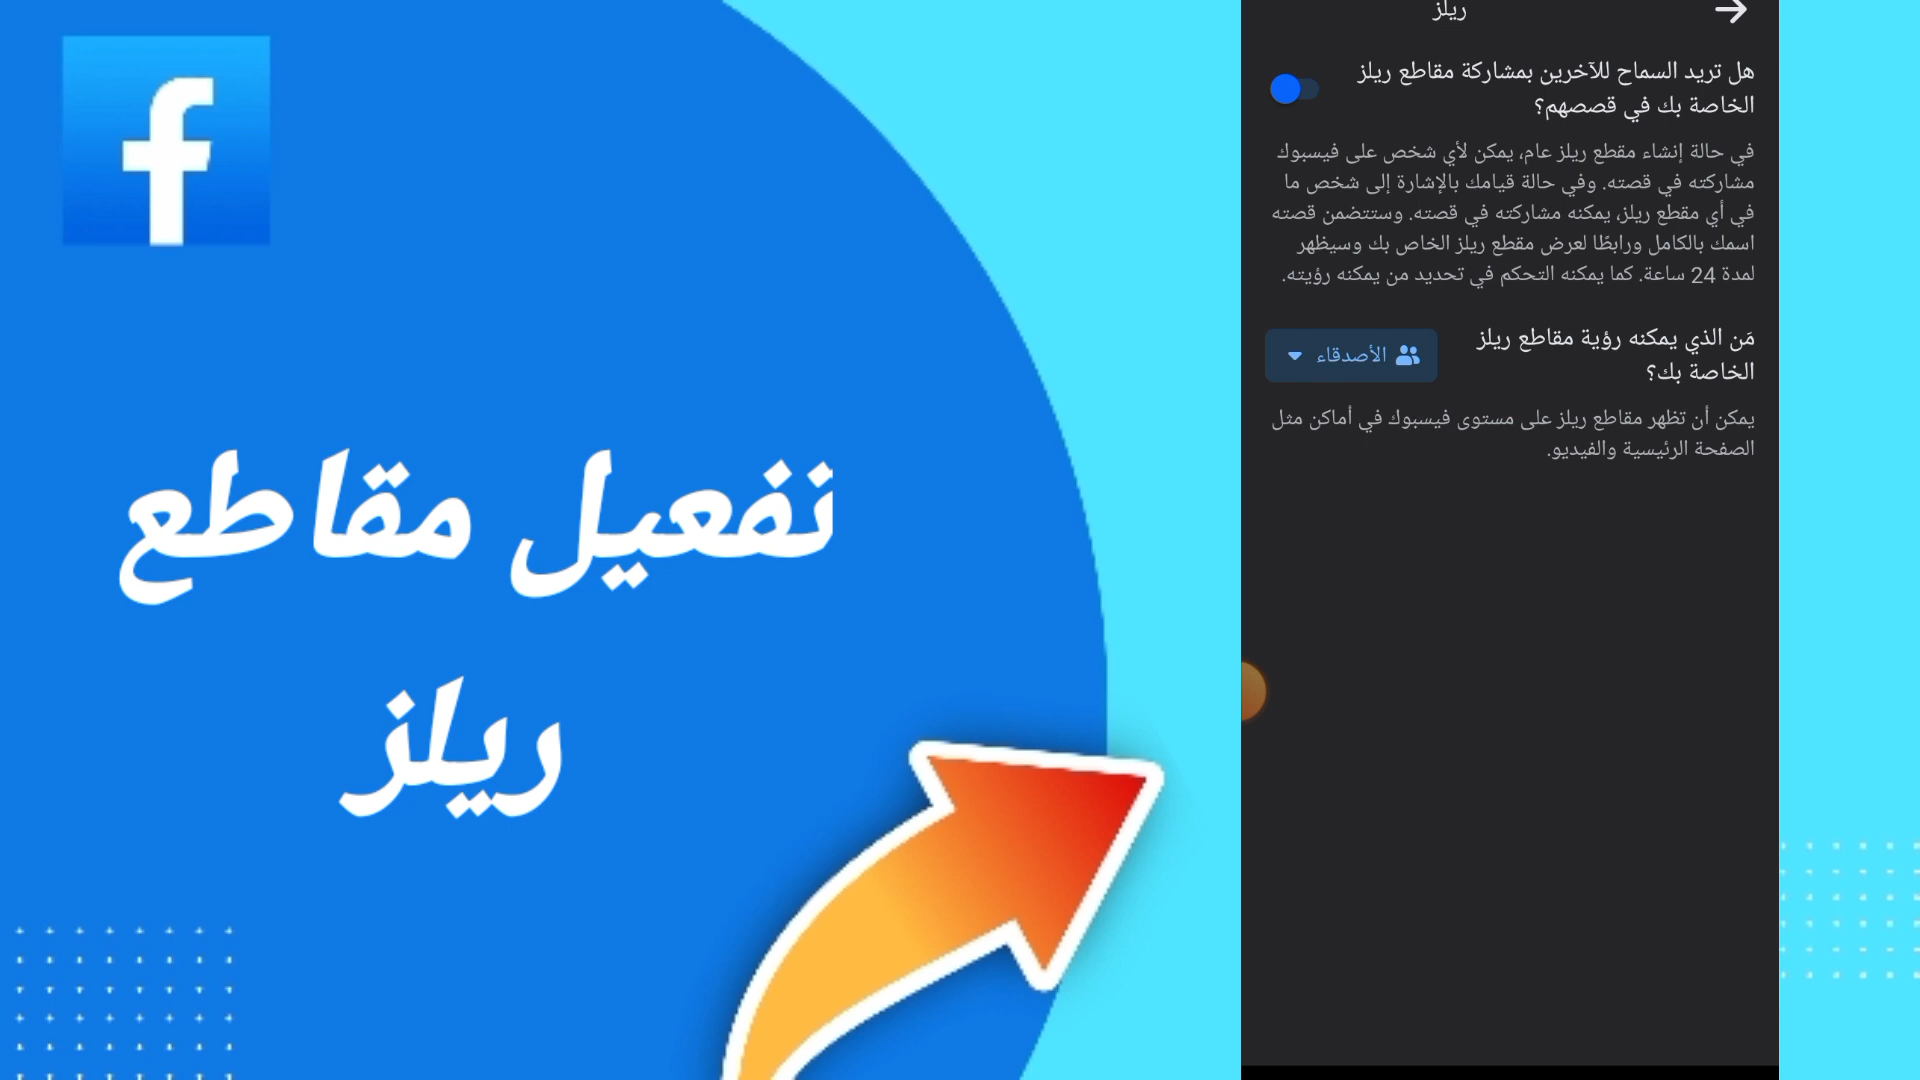 تفعيل مقاطع
ريلز
ريلز
هل تريد السماح للآخرين بمشاركة مقاطع ريلز
الخاصة بك في قصصهم؟
في حالة إنشاء مقطع ريلز عام، يمكن لأي شخص على فيسبوك
مشاركته في قصته. وفي حالة قيامك بالإشارة إلى شخص ما
في أي مقطع ريلز، يمكنه مشاركته في قصته. وستتضمن قصته
اسمك بالكامل ورابطًا لعرض مقطع ريلز الخاص بك وسيظهر
لمدة 24 ساعة. كما يمكنه التحكم في تحديد من يمكنه رؤيته.
مَن الذي يمكنه رؤية مقاطع ريلز
الخاصة بك؟
الأصدقاء
يمكن أن تظهر مقاطع ريلز على مستوى فيسبوك في أماكن مثل
الصفحة الرئيسية والفيديو.